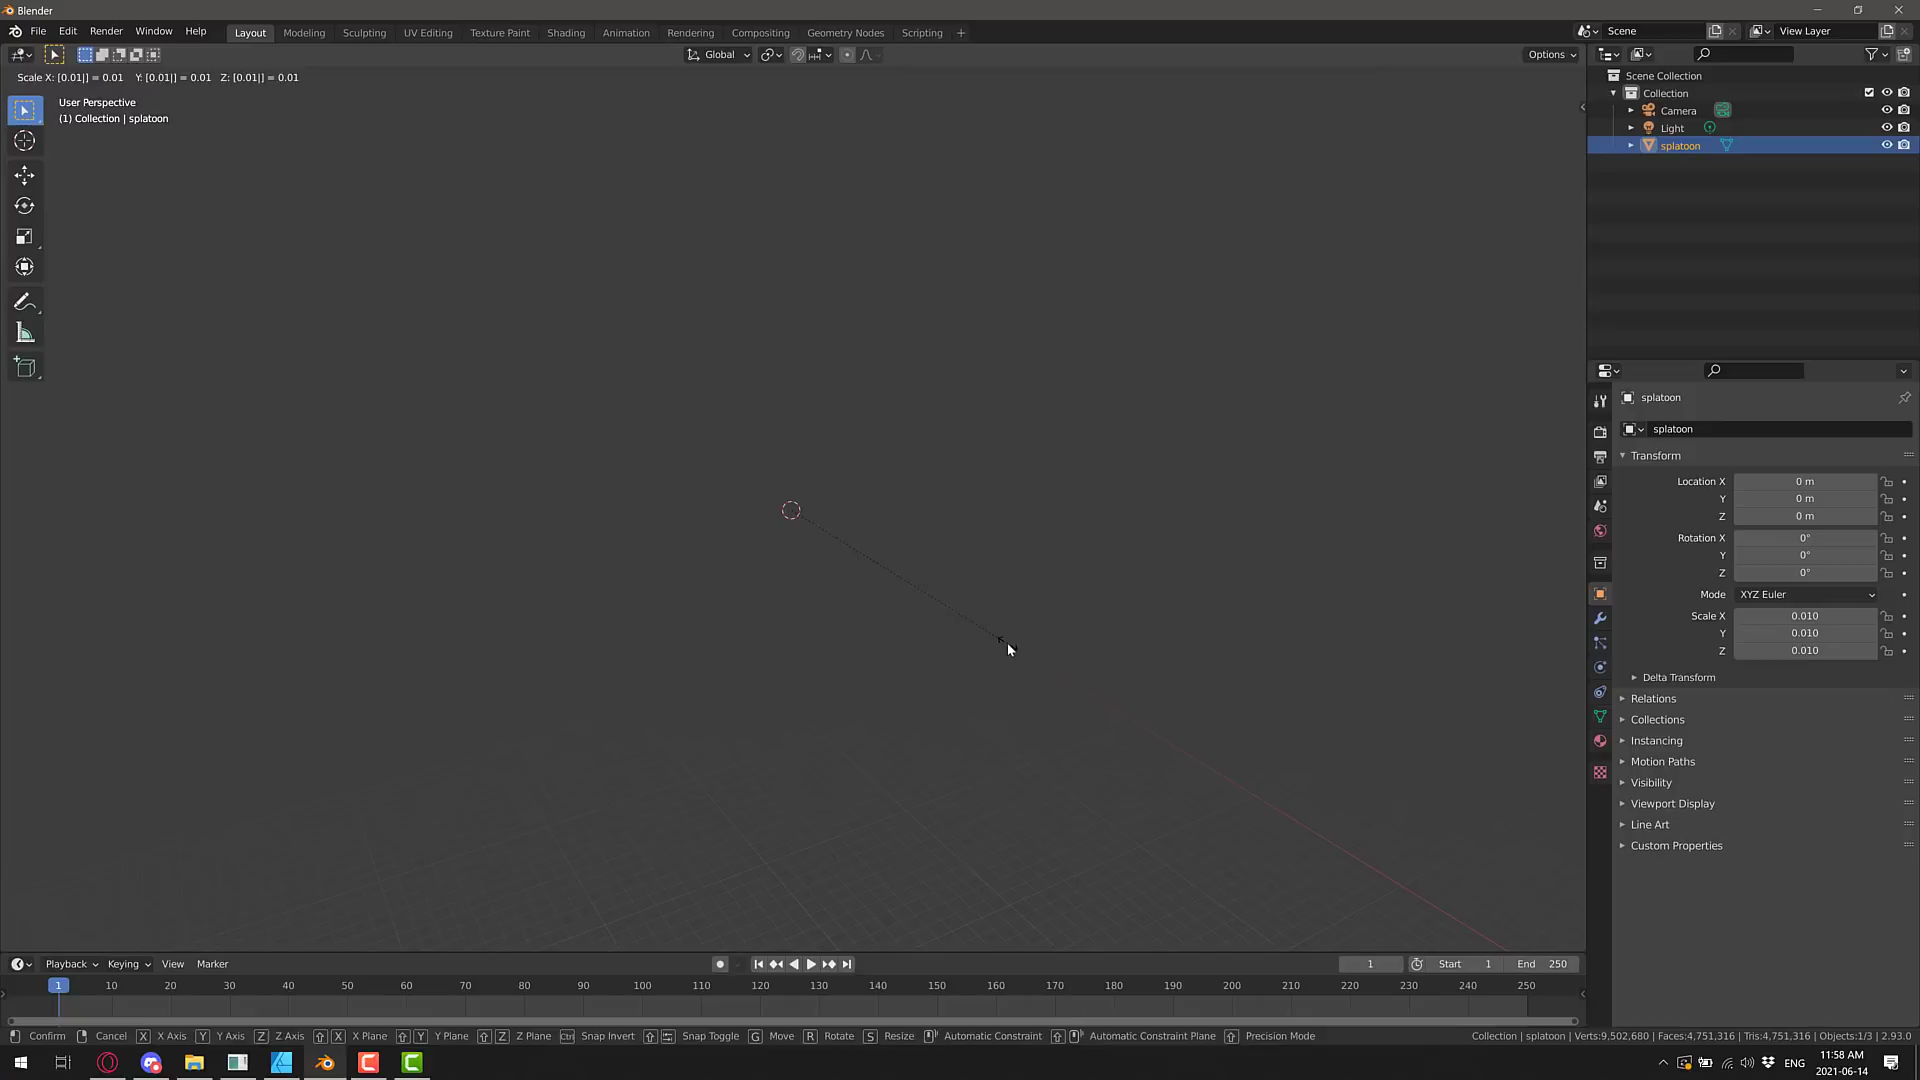 Blender
File Edit Render Window Help Layout Modeling Sculpting UV Editing Texture Paint Shading Animation Rendering Compositing Geometry Nodes Scripting + Scene View Layer
Global Options
Scale X: [0.01|] = 0.01 Y: [0.01|] = 0.01 Z: [0.01|] = 0.01
User Perspective
(1) Collection | splatoon
Scene Collection
Collection
Camera
Light
splatoon
splatoon
splatoon
Transform
Location X 0 m
Y 0 m
Z 0 m
Rotation X 0°
Y 0°
Z 0°
Mode XYZ Euler
Scale X 0.010
Y 0.010
Z 0.010
Delta Transform
Relations
Collections
Instancing
Motion Paths
Visibility
Viewport Display
Line Art
Custom Properties
Playback Keying View Marker 1 Start 1 End 250
1 10 20 30 40 50 60 70 80 90 100 110 120 130 140 150 160 170 180 190 200 210 220 230 240 250
Confirm Cancel X X Axis Y Y Axis Z Z Axis X X Plane Y Y Plane Z Z Plane Ctrl Snap Invert Snap Toggle G Move R Rotate S Resize Automatic Constraint Automatic Constraint Plane Precision Mode Collection | splatoon | Verts:9,502,680 | Faces:4,751,316 | Tris:4,751,316 | Objects:1/3 | 2.93.0
ENG 11:58 AM
2021-06-14